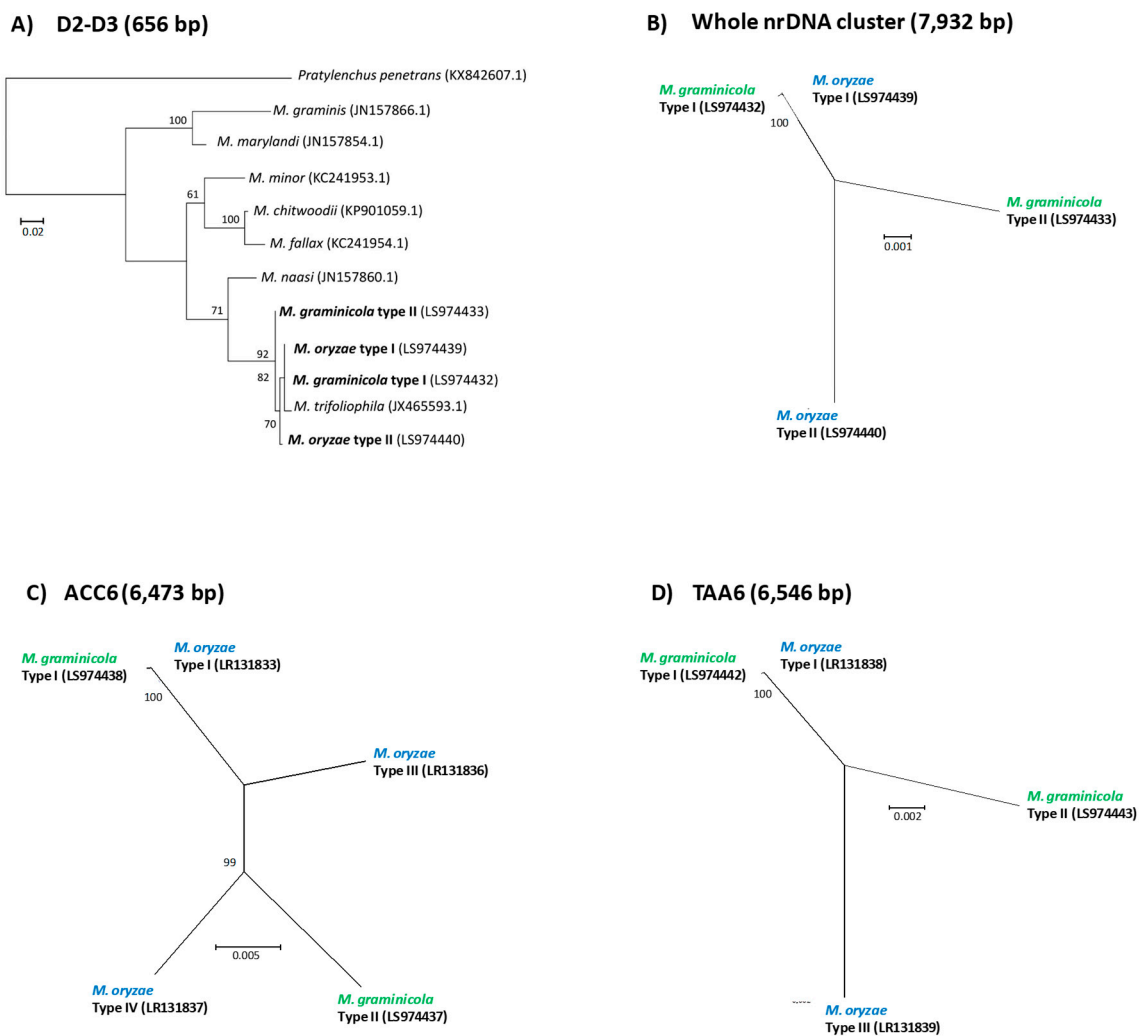 A) D2-D3 (656 bp)
Pratylenchus penetrans (KX842607.1)
M. graminis (JN157866.1)
100
M. marylandi (JN157854.1)
M. minor (KC241953.1)
61
M. chitwoodii (KP901059.1)
100
M. fallax (KC241954.1)
0.02
M. naasi (JN157860.1)
71
M. graminicola type II (LS974433)
M. oryzae type I (LS974439)
92
82
M. graminicola type I (LS974432)
M. trifoliophila (JX465593.1)
70
M. oryzae type II (LS974440)
B) Whole nrDNA cluster (7,932 bp)
M. graminicola
Type I (LS974432)
M. oryzae
Type I (LS974439)
100
M. graminicola
Type II (LS974433)
0.001
M. oryzae
Type II (LS974440)
C) ACC6 (6,473 bp)
M. graminicola
Type I (LS974438)
M. oryzae
Type I (LR131833)
100
M. oryzae
Type III (LR131836)
99
0.005
M. oryzae
Type IV (LR131837)
M. graminicola
Type II (LS974437)
D) TAA6 (6,546 bp)
M. graminicola
Type I (LS974442)
M. oryzae
Type I (LR131838)
100
M. graminicola
Type II (LS974443)
0.002
M. oryzae
Type III (LR131839)